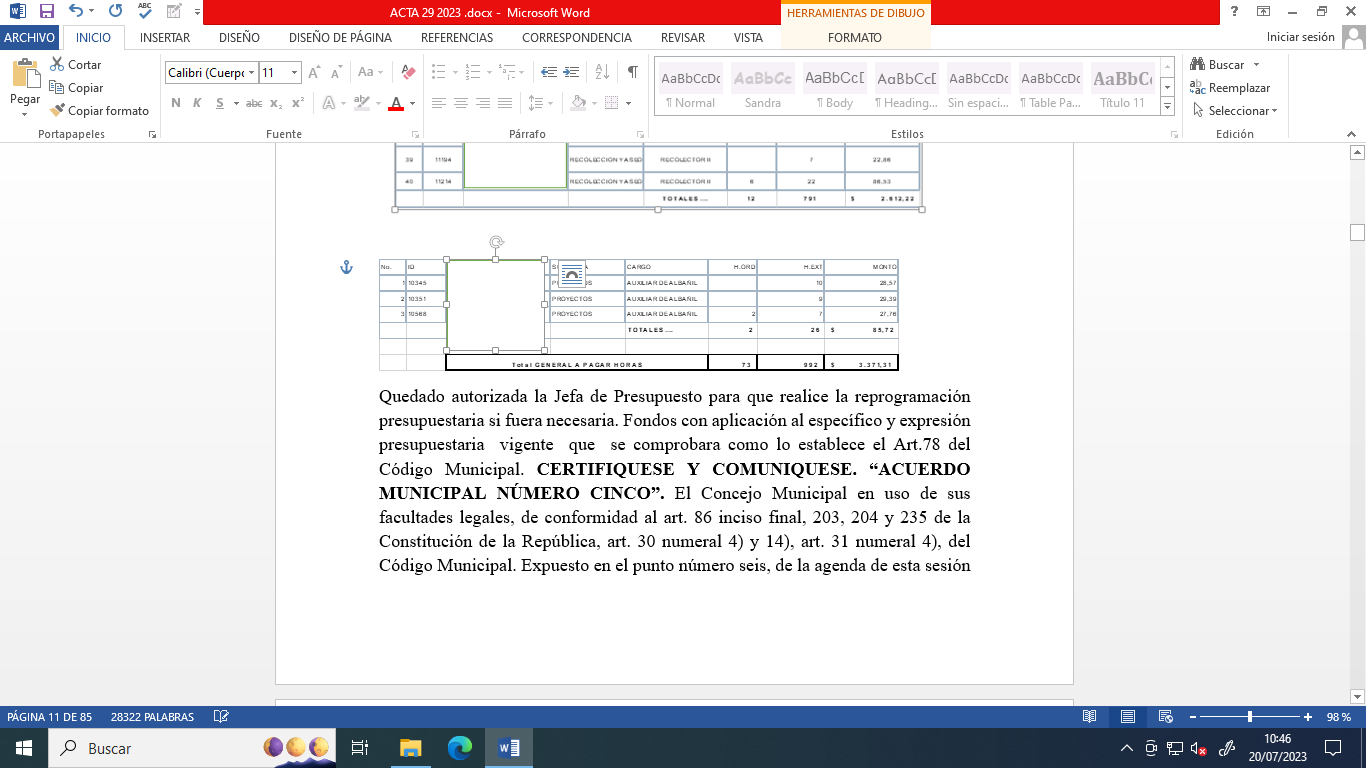 ACTA 29 2023 .docx - Microsoft Word
HERRAMIENTAS DE DIBUJO
ARCHIVO INICIO INSERTAR DISEÑO DISEÑO DE PÁGINA REFERENCIAS CORRESPONDENCIA REVISAR VISTA FORMATO Iniciar sesión
Pegar
Cortar
Copiar
Copiar formato
Portapapeles
Calibri (Cuerpo 11
N K S abc x₂ x²
Fuente
Párrafo
AaBbCcDc AaBbCc AaBbCcD AaBbCcD AaBbCcDc AaBbCcDc AaBbC
¶ Normal Sandra ¶ Body ¶ Heading... Sin espaci... ¶ Table Pa... Título 11
Estilos
Buscar
Reemplazar
Seleccionar
Edición
39 11194 RECOLECCION Y ASEO RECOLECTOR II 7 22,86
40 11214 RECOLECCION Y ASEO RECOLECTOR II 6 22 86,53
TOTALES.... 12 791 $ 2.612,22
No. ID CARGO H.ORD H.EXT MONTO
1 10345 AUXILIAR DE ALBAÑIL 10 28,57
2 10351 PROYECTOS AUXILIAR DE ALBAÑIL 9 29,39
3 10568 PROYECTOS AUXILIAR DE ALBAÑIL 2 7 27,76
TOTALES.... 2 26 $ 85,72
Total GENERAL A PAGAR HORAS 73 992 $ 3.371,31
Quedado autorizada la Jefa de Presupuesto para que realice la reprogramación
presupuestaria si fuera necesaria. Fondos con aplicación al específico y expresión
presupuestaria vigente que se comprobara como lo establece el Art.78 del
Código Municipal. CERTIFIQUESE Y COMUNIQUESE. “ACUERDO
MUNICIPAL NÚMERO CINCO”. El Concejo Municipal en uso de sus
facultades legales, de conformidad al art. 86 inciso final, 203, 204 y 235 de la
Constitución de la República, art. 30 numeral 4) y 14), art. 31 numeral 4), del
Código Municipal. Expuesto en el punto número seis, de la agenda de esta sesión
PÁGINA 11 DE 85 28322 PALABRAS 98 %
Buscar
10:46
20/07/2023